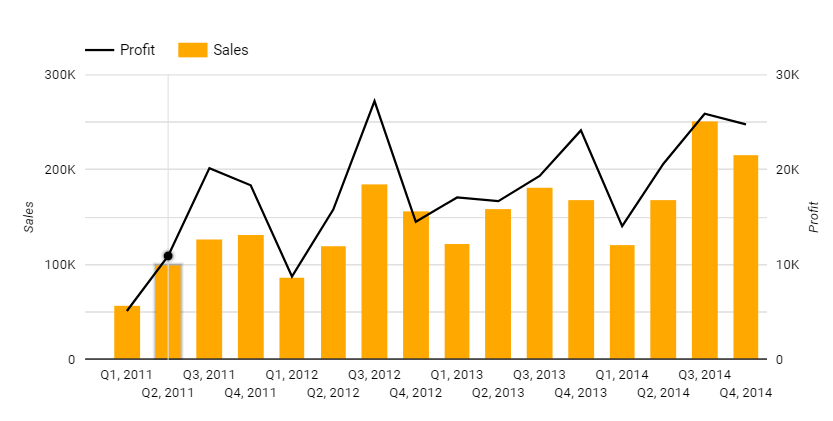 Profit Sales
300K 30K
200K 20K
Sales Profit
100K 10K
0 0
Q1, 2011 Q3, 2011 Q1, 2012 Q3, 2012 Q1, 2013 Q3, 2013 Q1, 2014 Q3, 2014
Q2, 2011 Q4, 2011 Q2, 2012 Q4, 2012 Q2, 2013 Q4, 2013 Q2, 2014 Q4, 2014